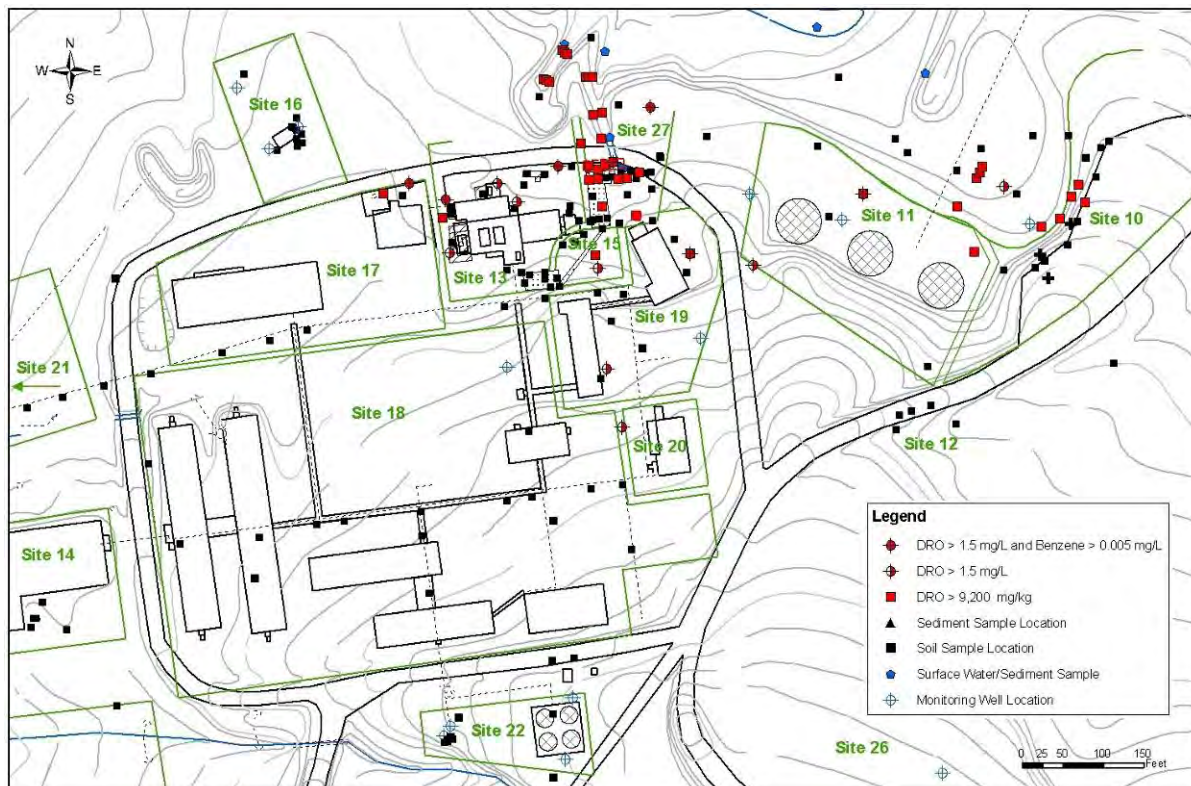 N
W E
S
Site 16
Site 27
Site 11
Site 10
Site 15
Site 17
Site 13
Site 19
Site 21
Site 18
Site 20
Site 12
Site 14
Site 22
Site 26
Legend
DRO > 1.5 mg/L and Benzene > 0.005 mg/L
DRO > 1.5 mg/L
DRO > 9,200 mg/kg
Sediment Sample Location
Soil Sample Location
Surface Water/Sediment Sample
Monitoring Well Location
0 25 50 100 150
Feet